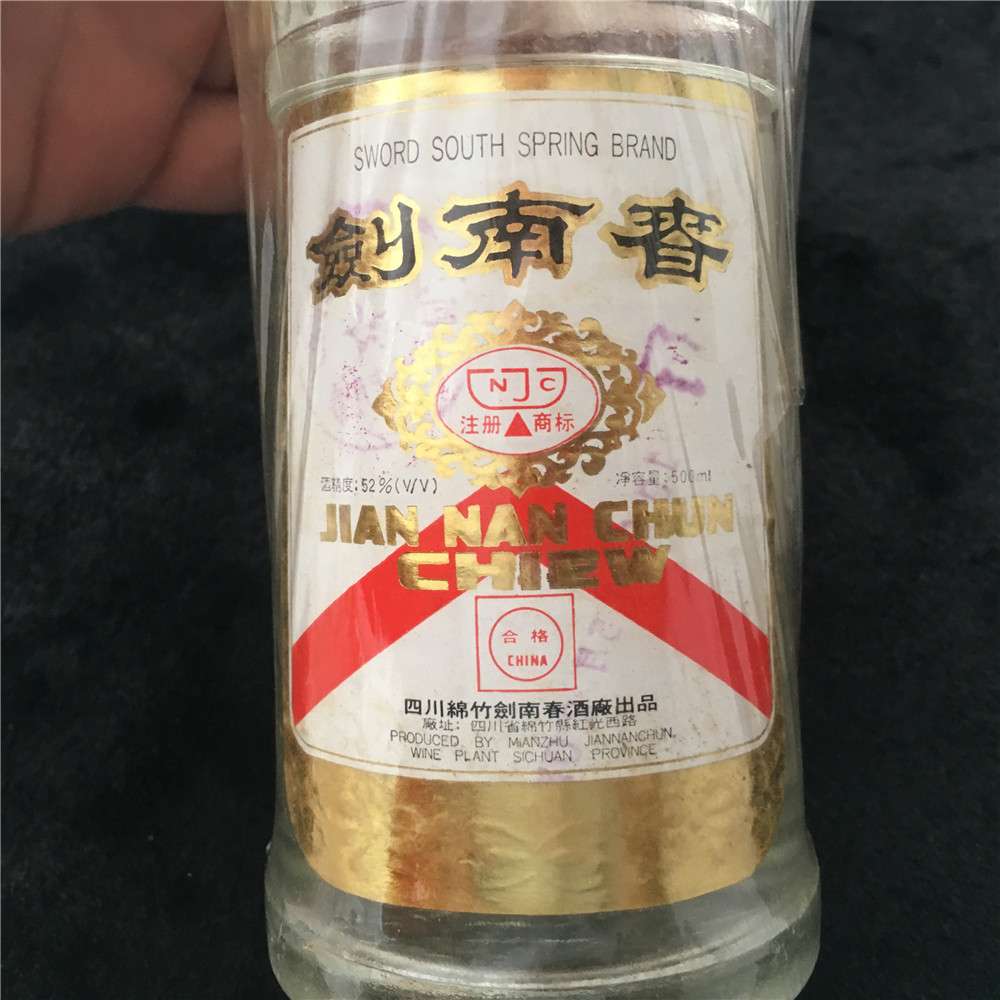 SWORD SOUTH SPRING BRAND
劍南春
NJC
注册商标
酒精度:52%(V/V)
净容量:500ml
JIAN NAN CHUN
CHIEW
合格
CHINA
四川綿竹劍南春酒廠出品
廠址:四川省綿竹縣紅光西路
PRODUCED BY MIANZHU JIANNANCHUN
WINE PLANT SICHUAN PROVINCE